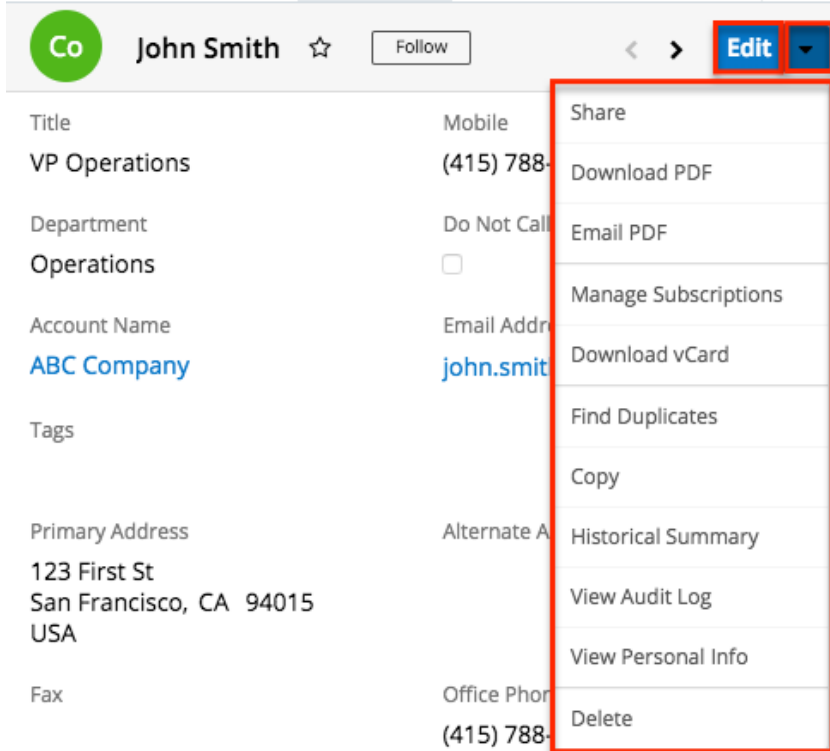 Co
John Smith
Follow
Edit
Title
VP Operations
Mobile
(415) 788-
Department
Operations
Do Not Call
Account Name
ABC Company
Email Addr
john.smit
Tags
Primary Address
123 First St
San Francisco, CA 94015
USA
Alternate A
Fax
Office Phor
(415) 788-
Share
Download PDF
Email PDF
Manage Subscriptions
Download vCard
Find Duplicates
Copy
Historical Summary
View Audit Log
View Personal Info
Delete